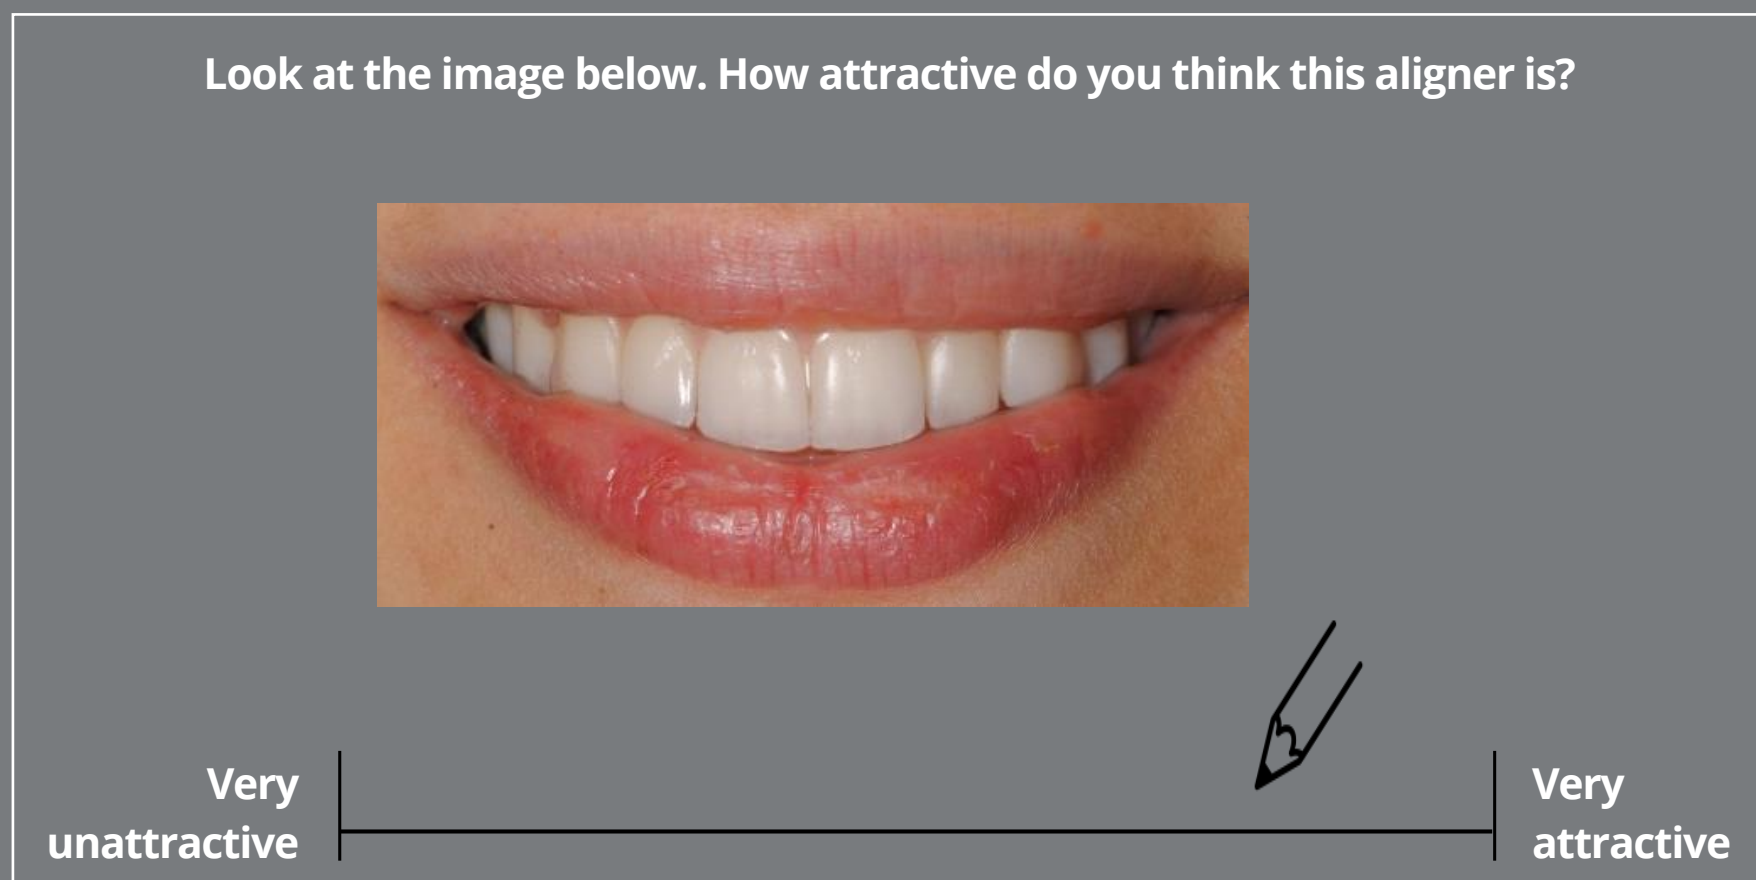 Look at the image below. How attractive do you think this aligner is?
Very
unattractive
Very
attractive